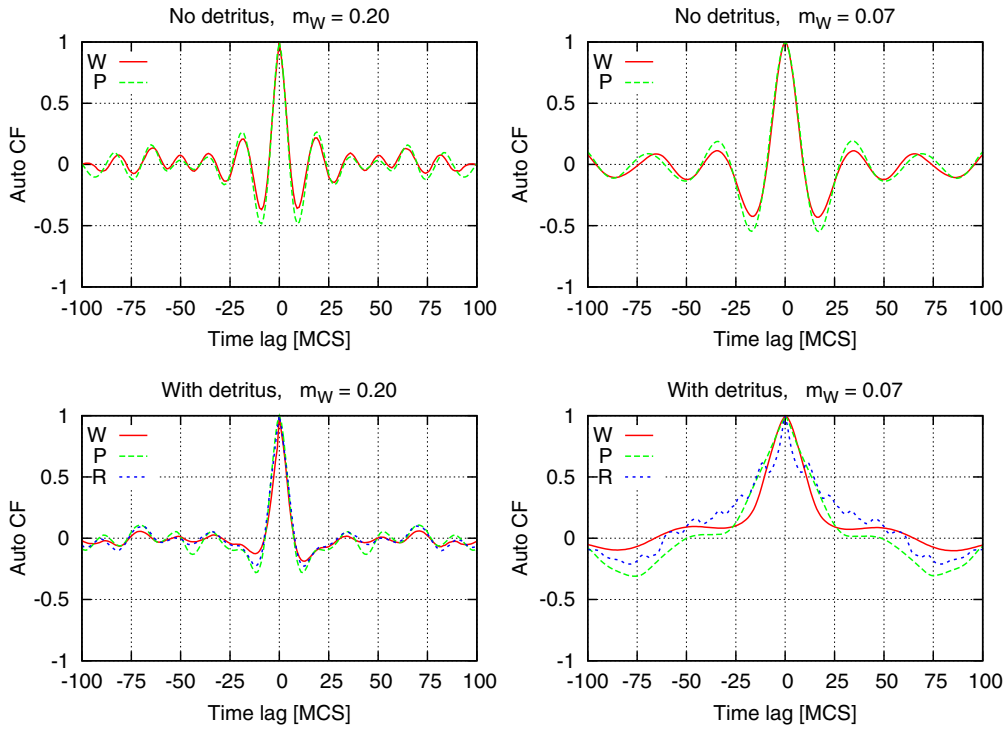 No detritus, m_W = 0.20
1
0.5
0
-0.5
-1
Auto CF
W
P
-100 -75 -50 -25 0 25 50 75 100
Time lag [MCS]
No detritus, m_W = 0.07
1
0.5
0
-0.5
-1
Auto CF
W
P
-100 -75 -50 -25 0 25 50 75 100
Time lag [MCS]
With detritus, m_W = 0.20
1
0.5
0
-0.5
-1
Auto CF
W
P
R
-100 -75 -50 -25 0 25 50 75 100
Time lag [MCS]
With detritus, m_W = 0.07
1
0.5
0
-0.5
-1
Auto CF
W
P
R
-100 -75 -50 -25 0 25 50 75 100
Time lag [MCS]